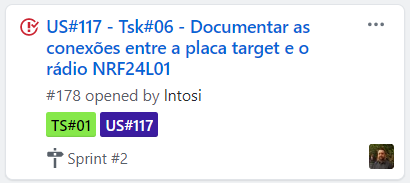 US#117 - Tsk#06 - Documentar as
conexões entre a placa target e o
rádio NRF24L01
#178 opened by Intosi
TS#01 US#117
Sprint #2